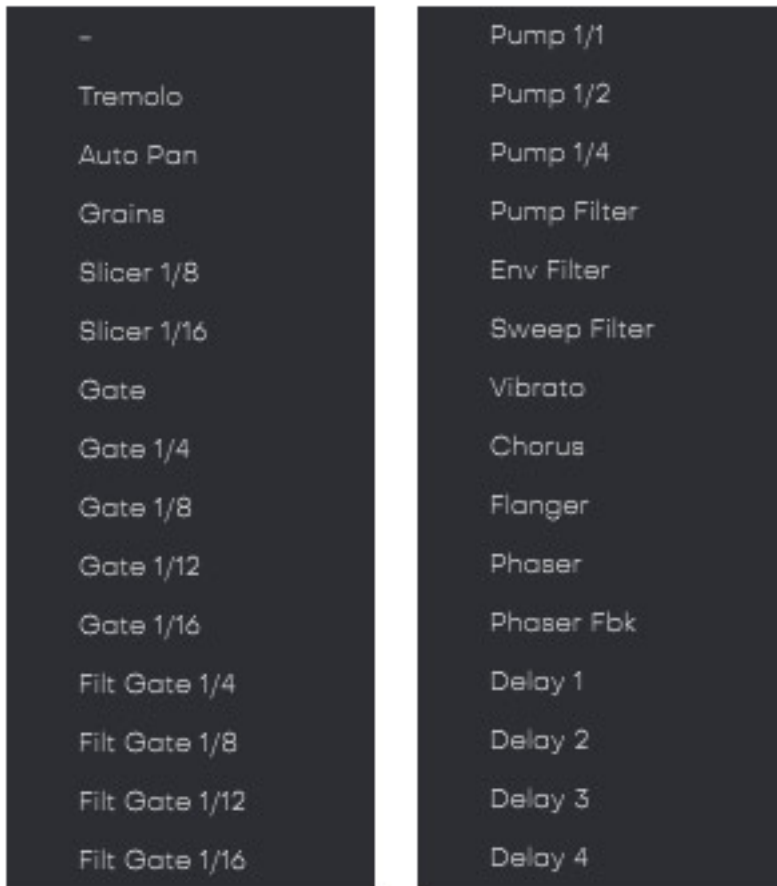 -
Tremolo
Auto Pan
Grains
Slicer 1/8
Slicer 1/16
Gate
Gate 1/4
Gate 1/8
Gate 1/12
Gate 1/16
Filt Gate 1/4
Filt Gate 1/8
Filt Gate 1/12
Filt Gate 1/16
Pump 1/1
Pump 1/2
Pump 1/4
Pump Filter
Env Filter
Sweep Filter
Vibrato
Chorus
Flanger
Phaser
Phaser Fbk
Delay 1
Delay 2
Delay 3
Delay 4